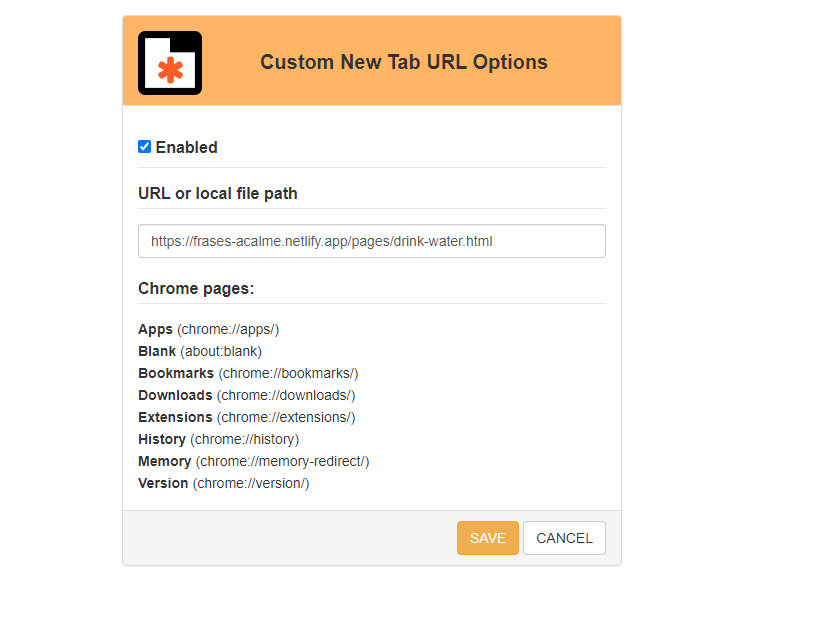 Custom New Tab URL Options
Enabled
URL or local file path
https://frases-acalme.netlify.app/pages/drink-water.html
Chrome pages:
Apps (chrome://apps/)
Blank (about:blank)
Bookmarks (chrome://bookmarks/)
Downloads (chrome://downloads/)
Extensions (chrome://extensions/)
History (chrome://history)
Memory (chrome://memory-redirect/)
Version (chrome://version/)
SAVE CANCEL